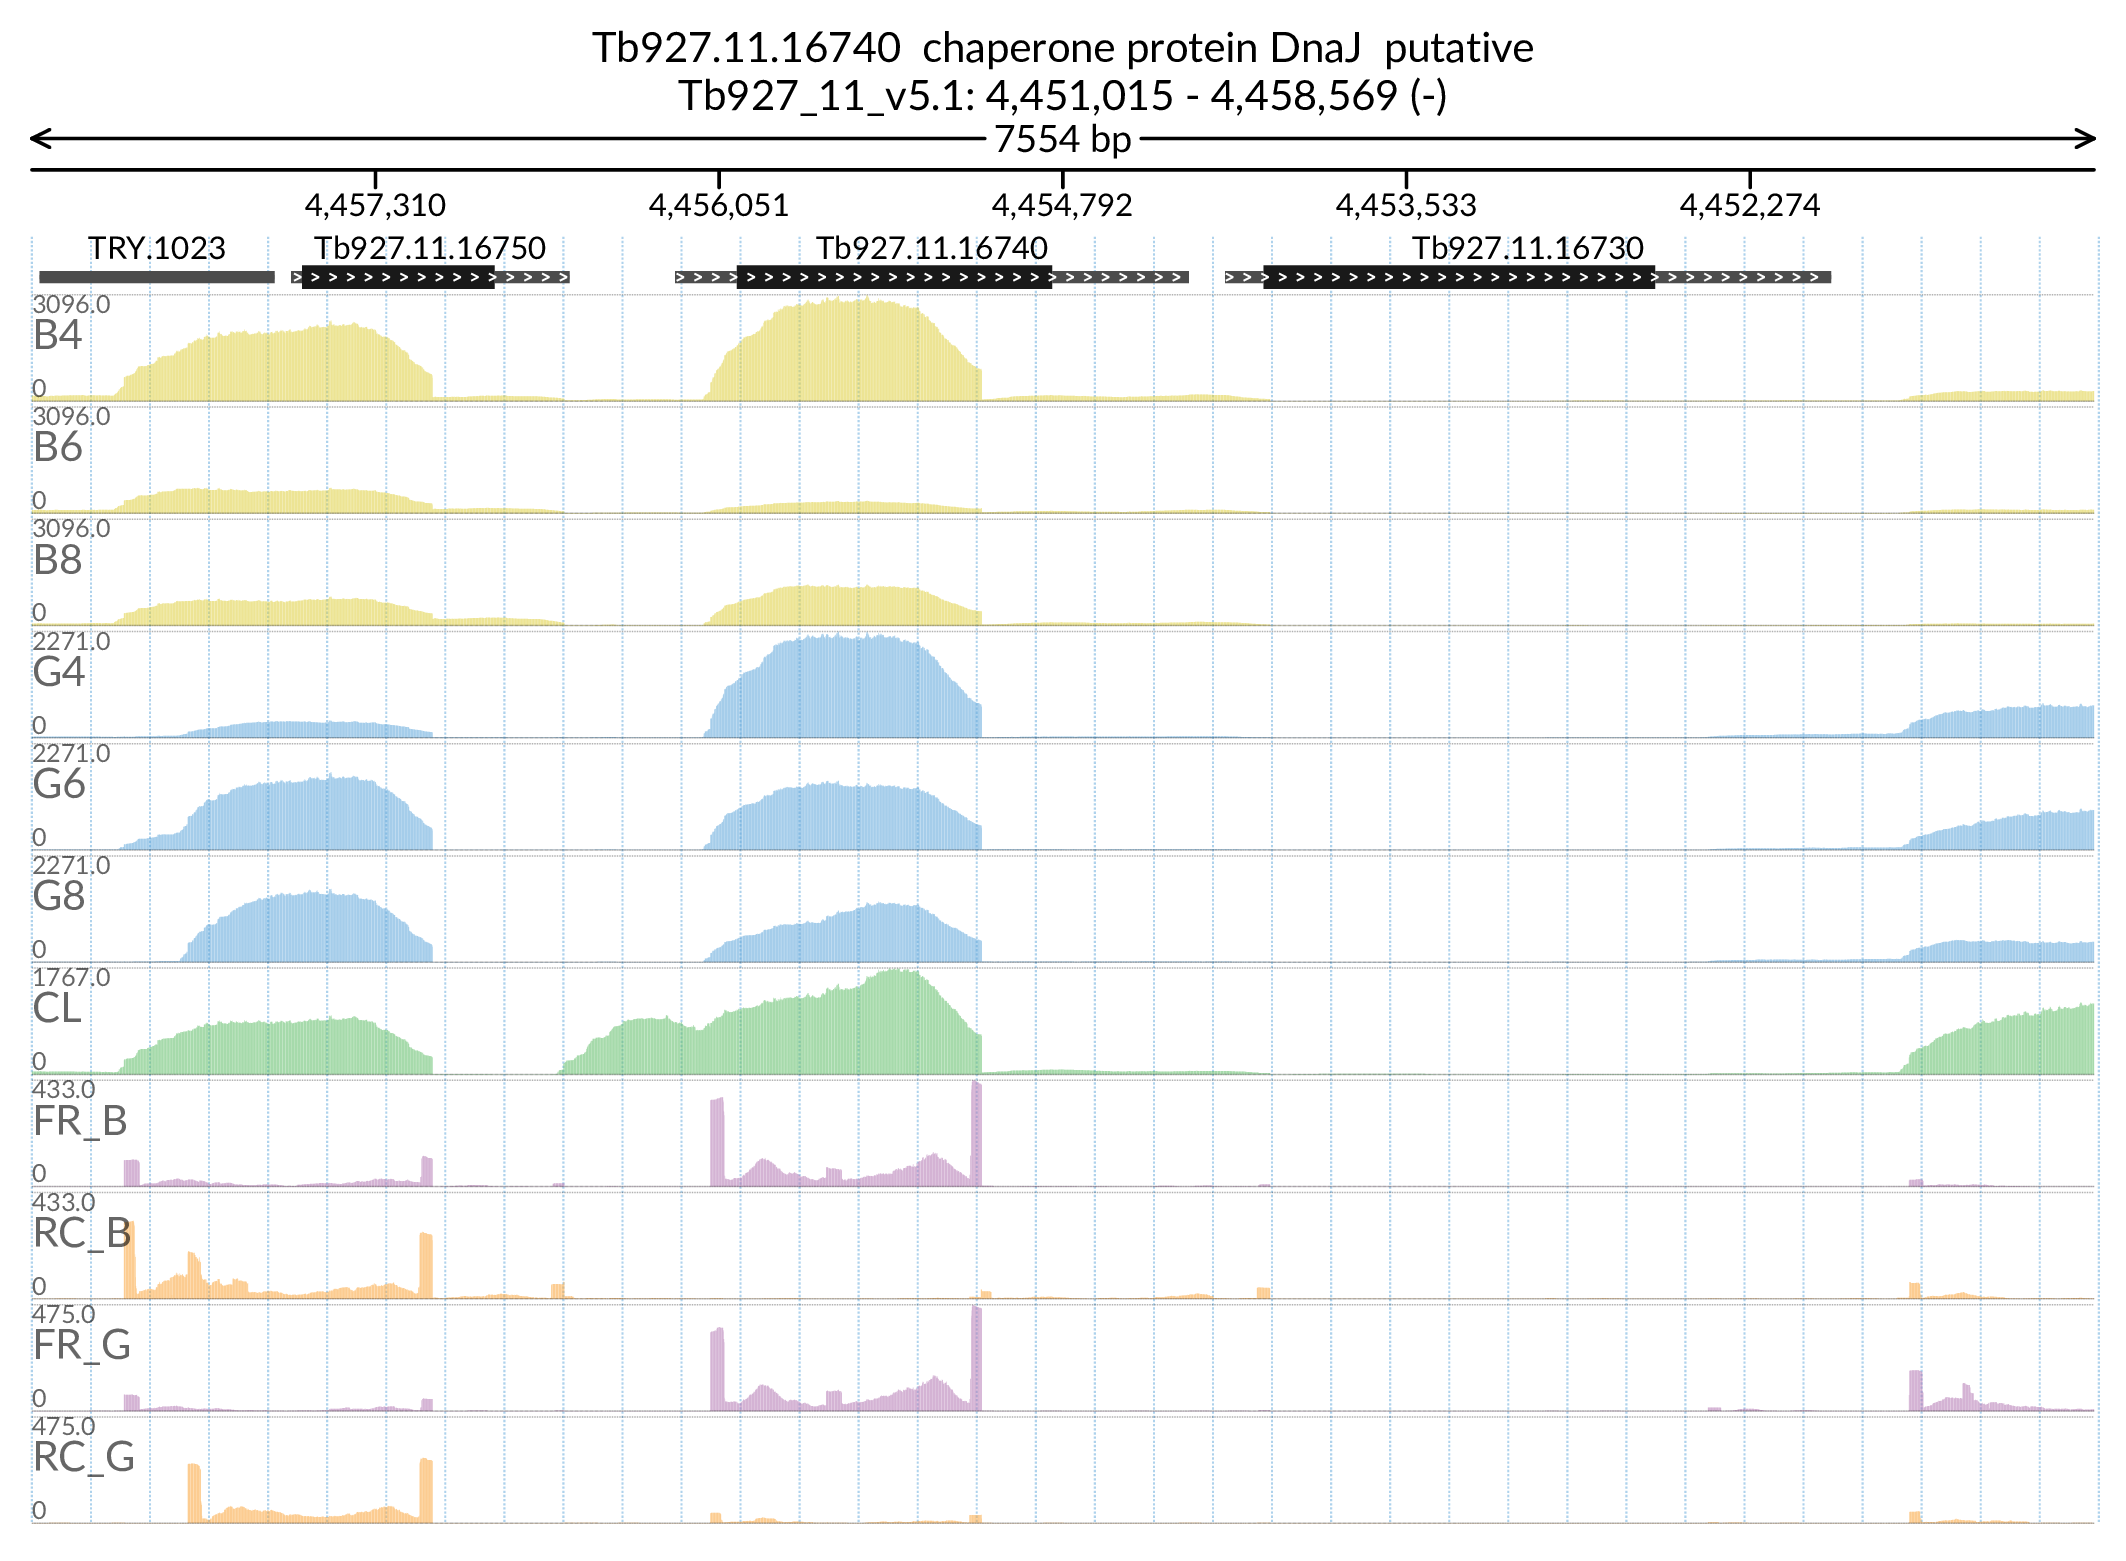 Tb927.11.16740  chaperone protein DnaJ  putative
Tb927_11_v5.1: 4,451,015 - 4,458,569 (-)
7554 bp
4,457,310 4,456,051 4,454,792 4,453,533 4,452,274
TRY.1023 Tb927.11.16750 Tb927.11.16740 Tb927.11.16730
3096.0
B4
0
3096.0
B6
0
3096.0
B8
0
2271.0
G4
0
2271.0
G6
0
2271.0
G8
0
1767.0
CL
0
433.0
FR_B
0
433.0
RC_B
0
475.0
FR_G
0
475.0
RC_G
0